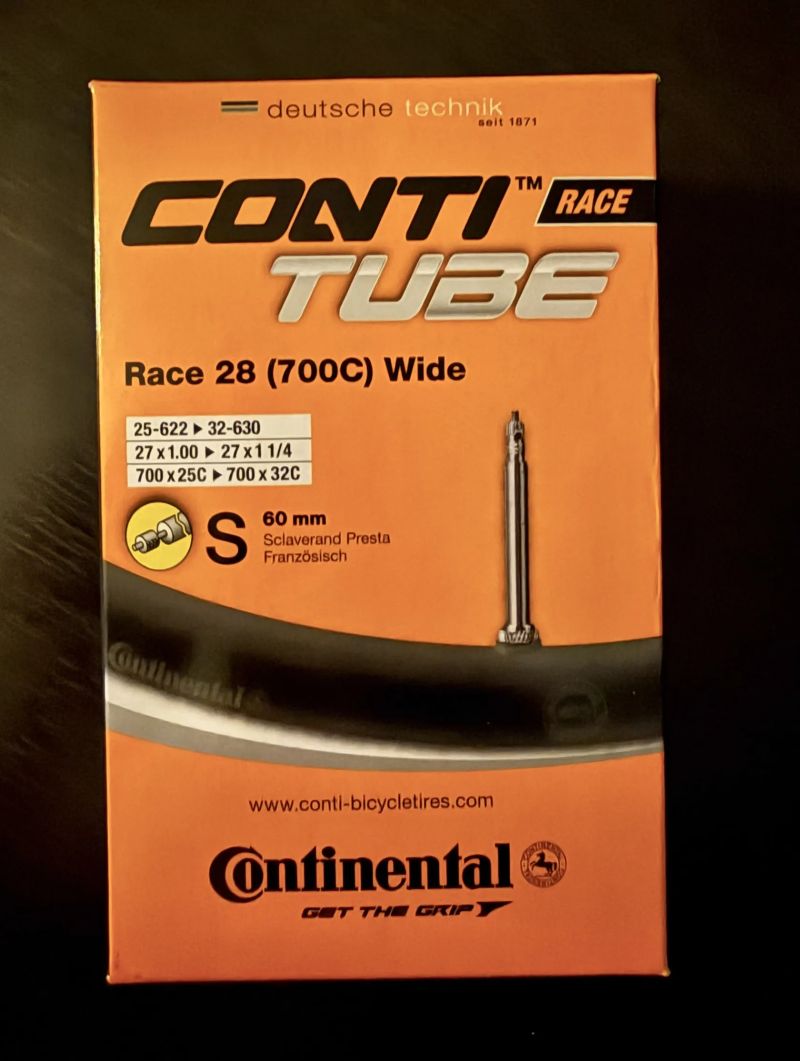 deutsche technik
seit 1871
CONTI™ RACE
TUBE
Race 28 (700C) Wide
25-622 ▸ 32-630
27 x 1.00 ▸ 27 x 1 1/4
700 x 25C ▸ 700 x 32C
S 60 mm
Sclaverand Presta
Französisch
Continental
www.conti-bicycletires.com
Continental
GET THE GRIP